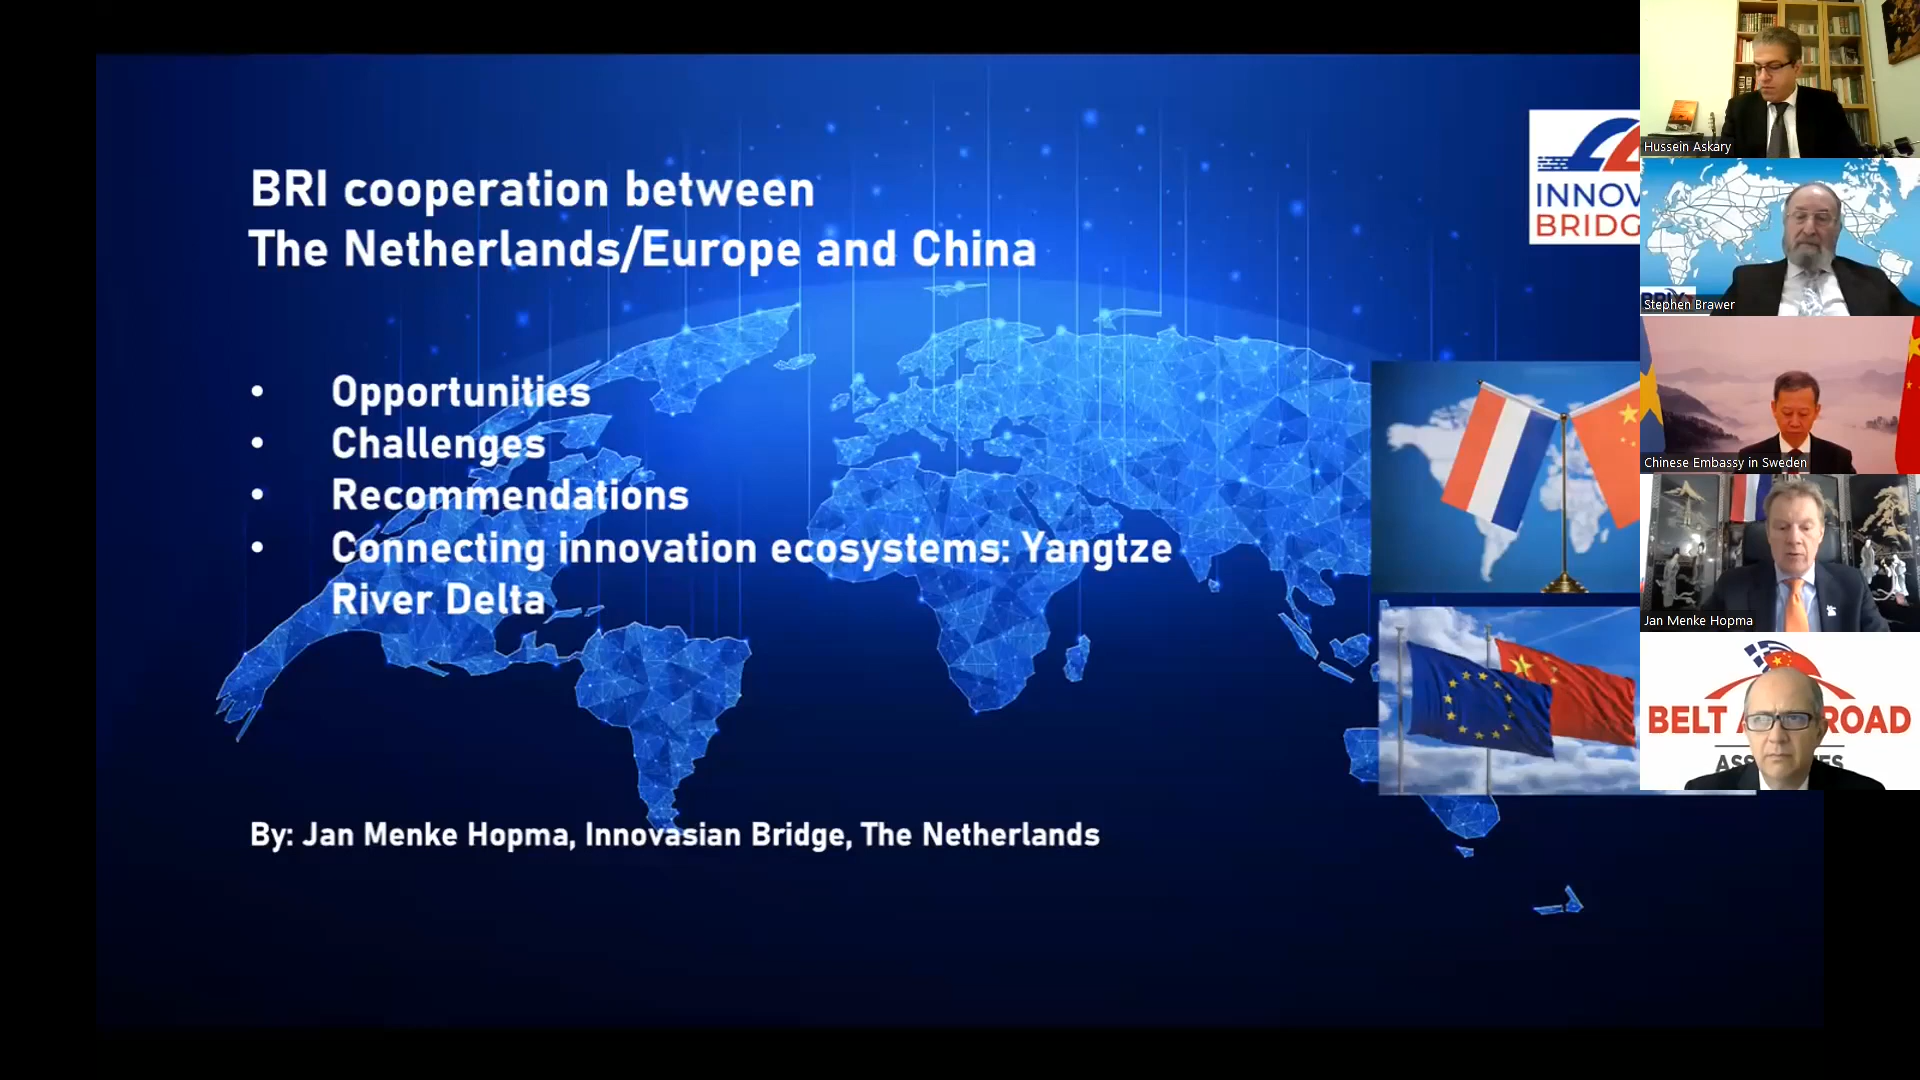 BRI cooperation between
The Netherlands/Europe and China
• Opportunities
• Challenges
• Recommendations
• Connecting innovation ecosystems: Yangtze
River Delta
By: Jan Menke Hopma, Innovasian Bridge, The Netherlands
INNOV
BRIDG
Hussein Askary
Stephen Brawer
Chinese Embassy in Sweden
Jan Menke Hopma
BELT ROAD